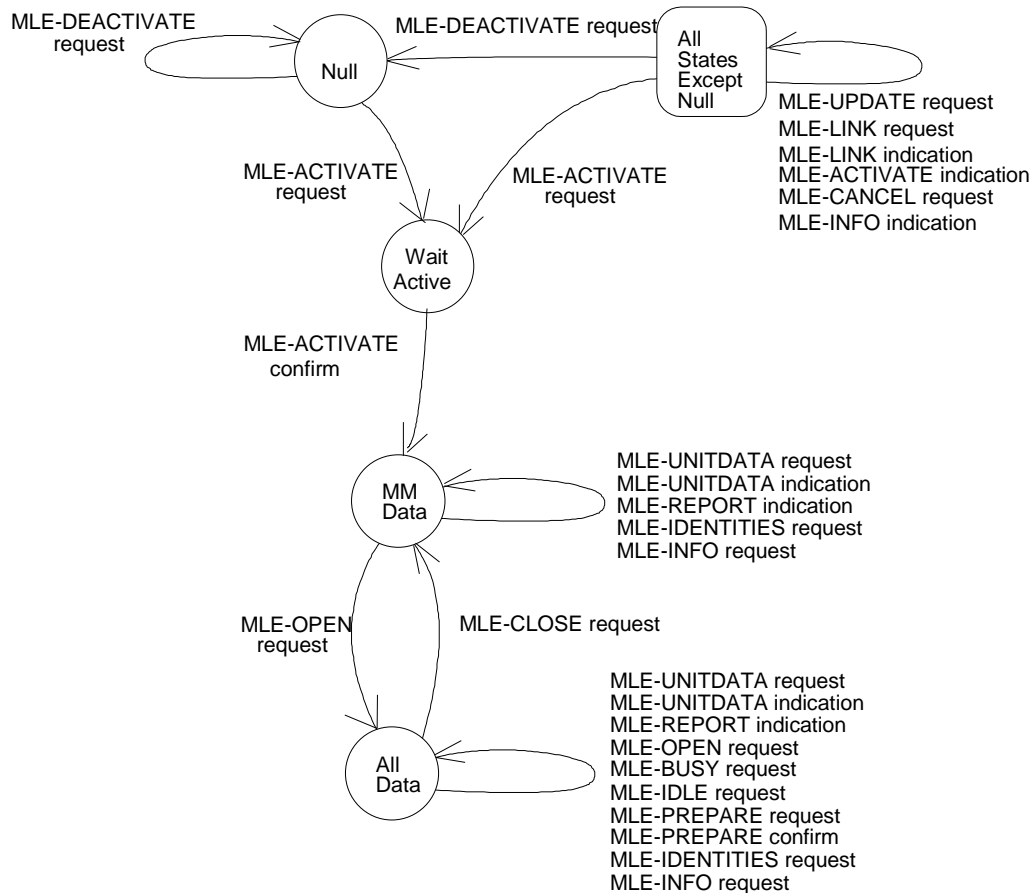 MLE-DEACTIVATE
request
MLE-DEACTIVATE request
Null
All
States
Except
Null
MLE-UPDATE request
MLE-LINK request
MLE-LINK indication
MLE-ACTIVATE indication
MLE-CANCEL request
MLE-INFO indication
MLE-ACTIVATE
request
MLE-ACTIVATE
request
Wait
Active
MLE-ACTIVATE
confirm
MM
Data
MLE-UNITDATA request
MLE-UNITDATA indication
MLE-REPORT indication
MLE-IDENTITIES request
MLE-INFO request
MLE-OPEN
request
MLE-CLOSE request
All
Data
MLE-UNITDATA request
MLE-UNITDATA indication
MLE-REPORT indication
MLE-OPEN request
MLE-BUSY request
MLE-IDLE request
MLE-PREPARE request
MLE-PREPARE confirm
MLE-IDENTITIES request
MLE-INFO request